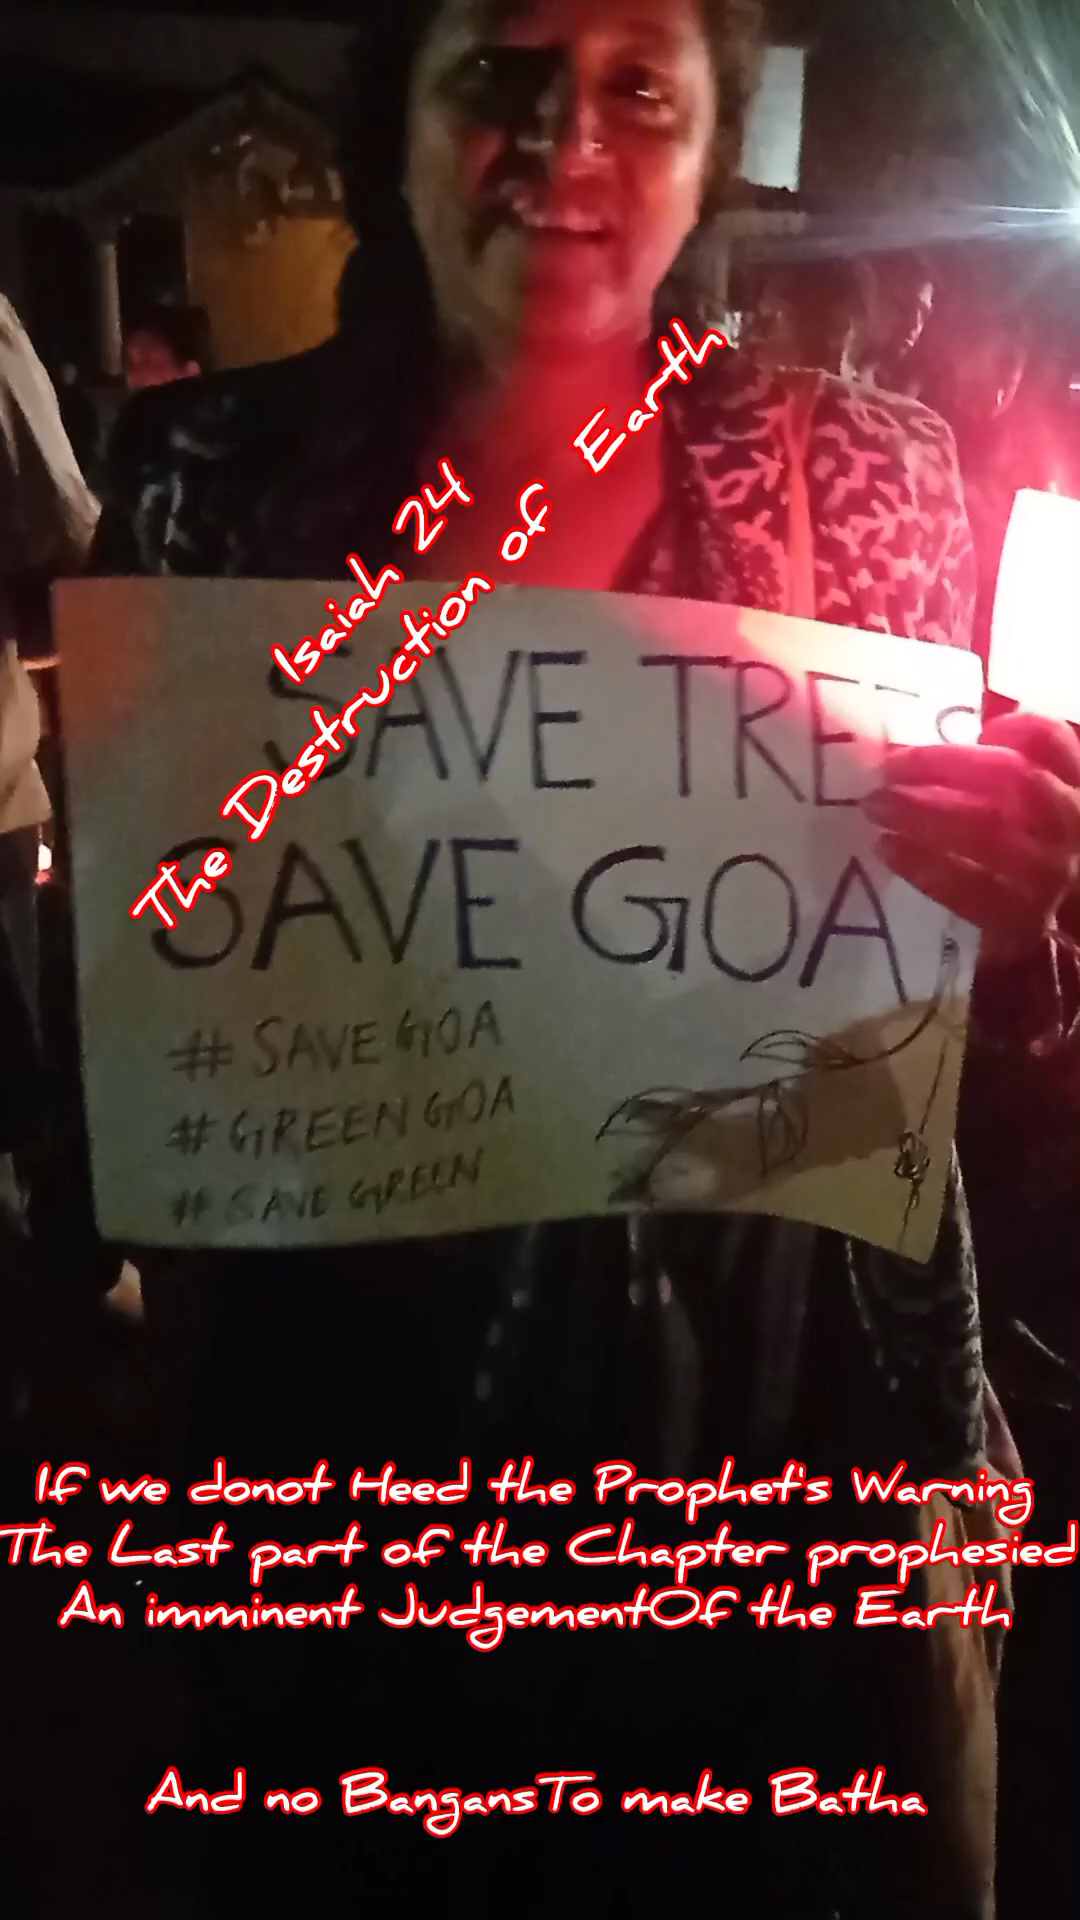 Isaiah 24
The Destruction of Earth
SAVE TREES
SAVE GOA
# SAVE GOA
# GREEN GOA
# SAVE GREEN
If we donot Heed the Prophet's Warning
The Last part of the Chapter prophesied
An imminent JudgementOf the Earth
And no BangansTo make Batha